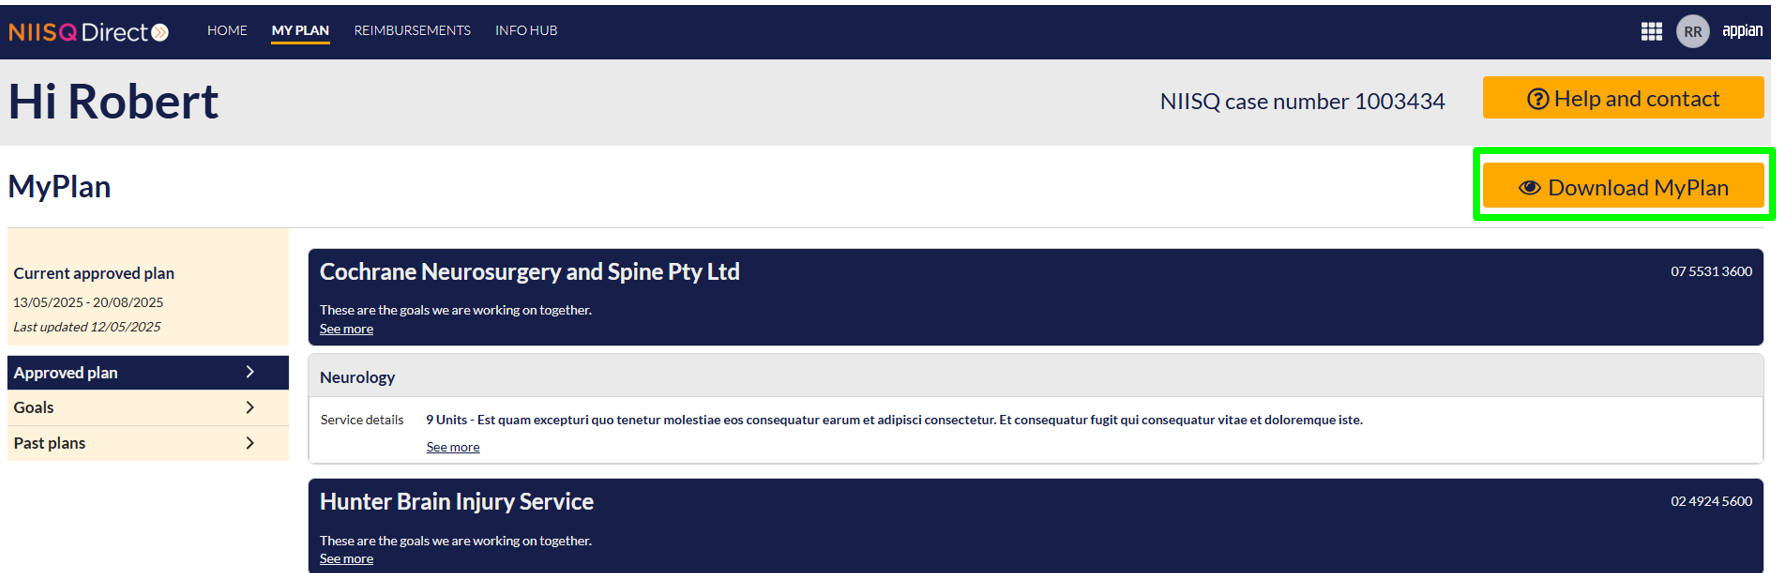 NIISQDirect HOME MY PLAN REIMBURSEMENTS INFO HUB RR appian
Hi Robert NIISQ case number 1003434 Help and contact
MyPlan Download MyPlan
Current approved plan
13/05/2025 - 20/08/2025
Last updated 12/05/2025
Approved plan
Goals
Past plans
Cochrane Neurosurgery and Spine Pty Ltd 07 5531 3600
These are the goals we are working on together.
See more
Neurology
Service details 9 Units - Est quam excepturi quo tenetur molestiae eos consequatur earum et adipisci consectetur. Et consequatur fugit qui consequatur vitae et doloremque iste.
See more
Hunter Brain Injury Service 02 4924 5600
These are the goals we are working on together.
See more